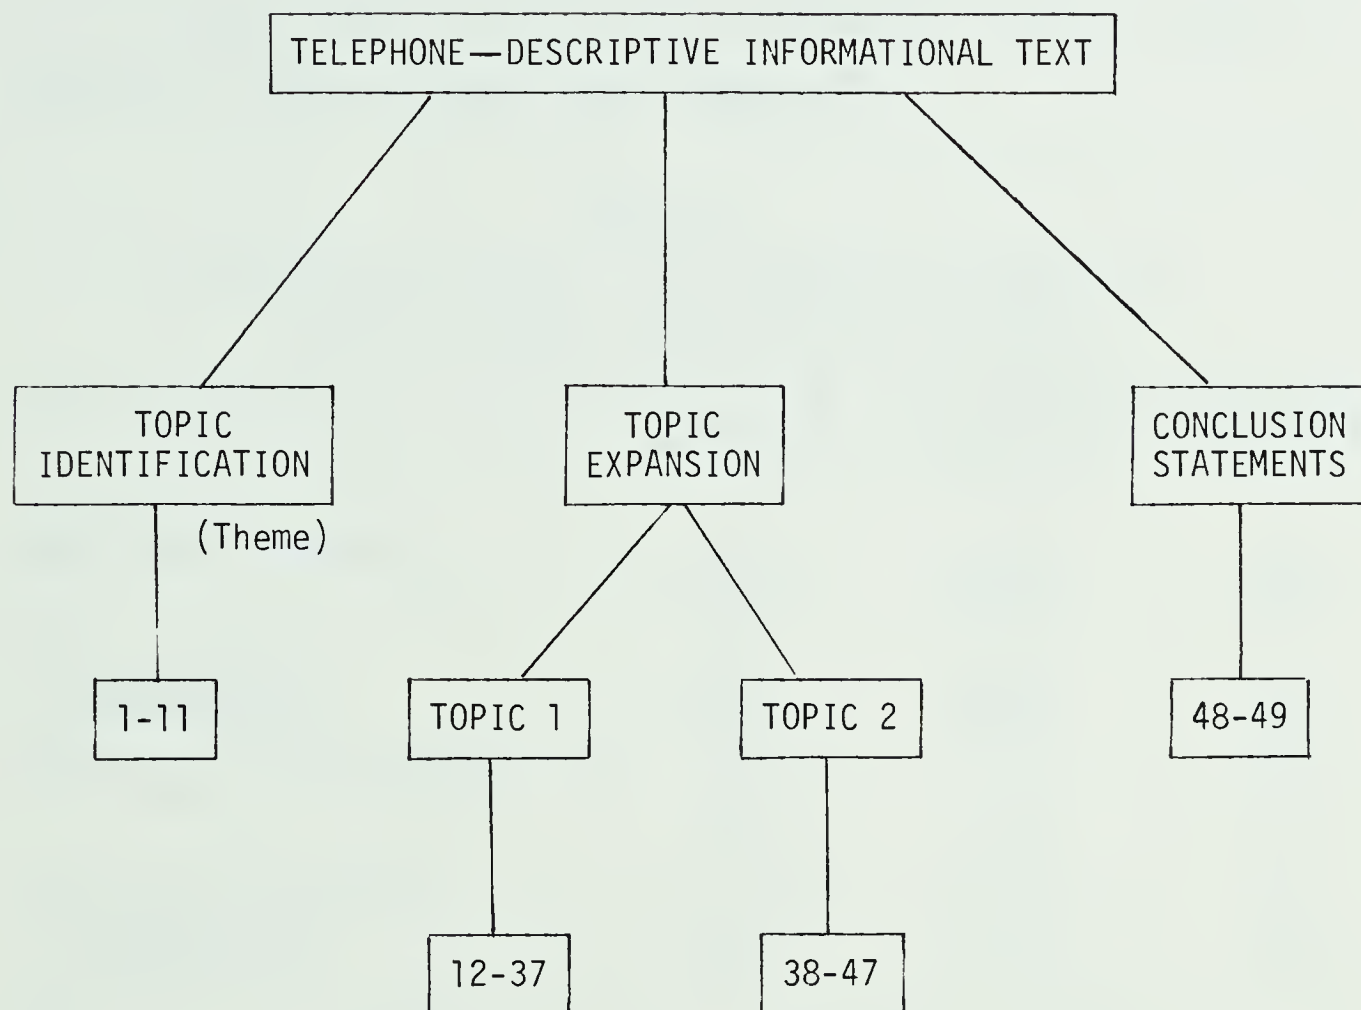 TELEPHONE—DESCRIPTIVE INFORMATIONAL TEXT
TOPIC
IDENTIFICATION
(Theme)
TOPIC
EXPANSION
CONCLUSION
STATEMENTS
1-11
TOPIC 1
TOPIC 2
48-49
12-37
38-47